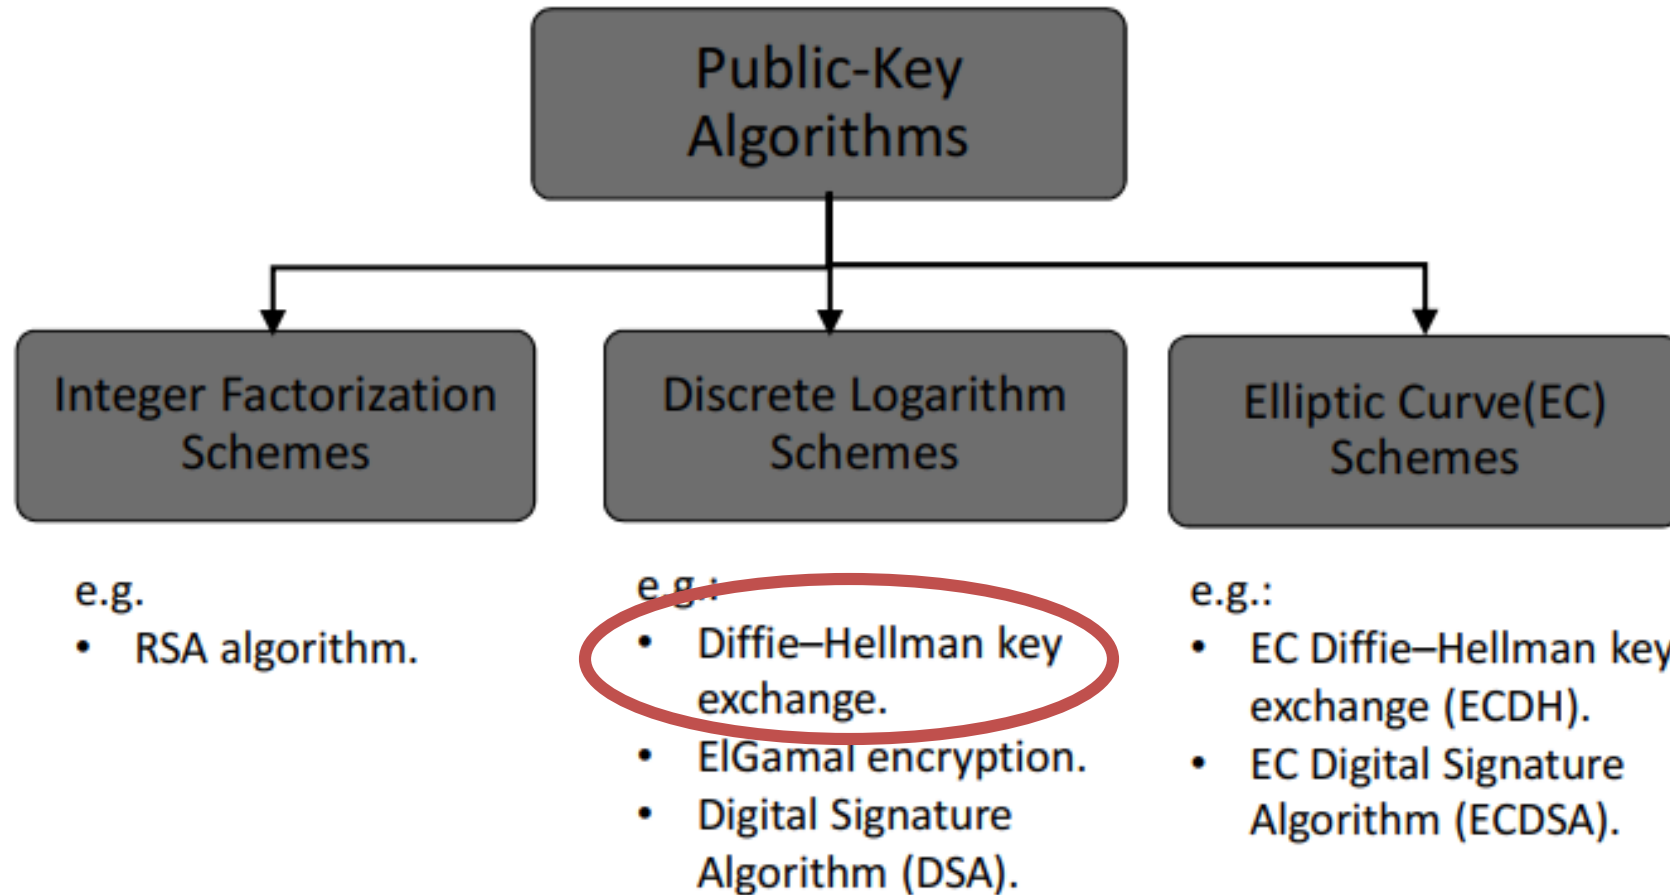 Public-Key
Algorithms
Integer Factorization
Schemes
Discrete Logarithm
Schemes
Elliptic Curve(EC)
Schemes
e.g.
• RSA algorithm.
e.g.:
• Diffie–Hellman key
exchange.
• ElGamal encryption.
• Digital Signature
Algorithm (DSA).
e.g.:
• EC Diffie–Hellman key
exchange (ECDH).
• EC Digital Signature
Algorithm (ECDSA).